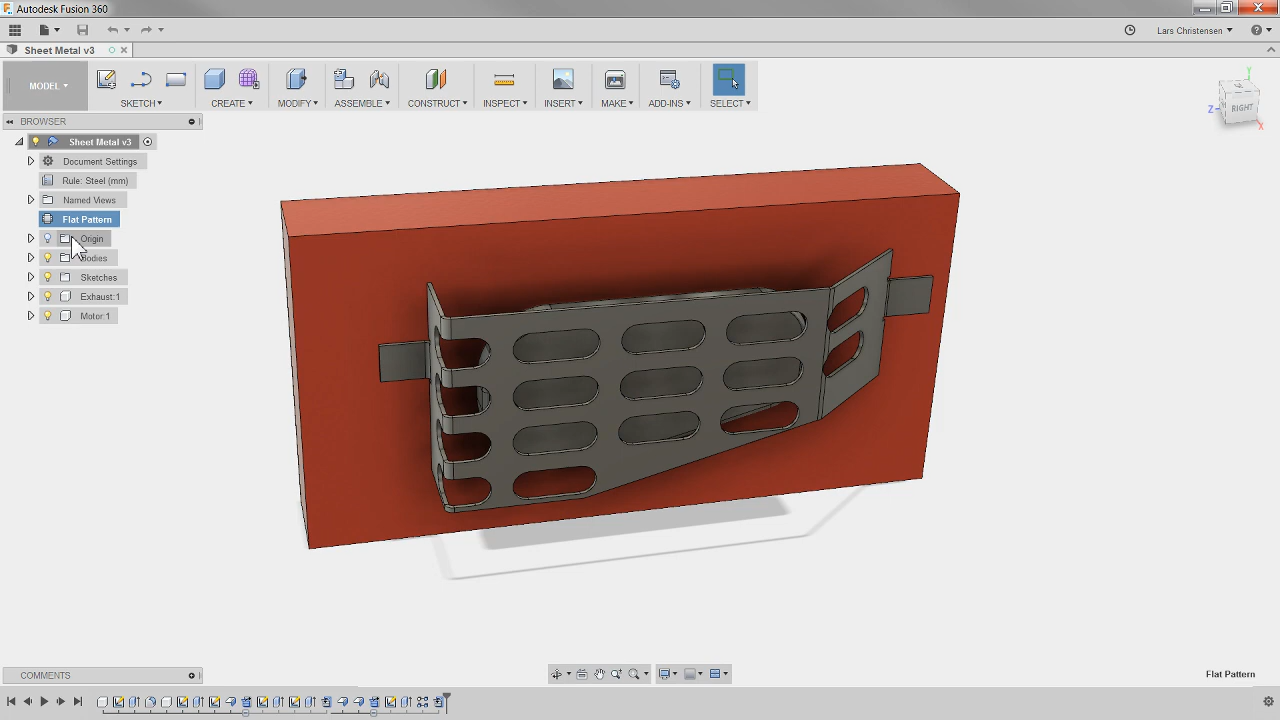 Autodesk Fusion 360
Lars Christensen
Sheet Metal v3
MODEL
SKETCH
CREATE
MODIFY
ASSEMBLE
CONSTRUCT
INSPECT
INSERT
MAKE
ADD-INS
SELECT
Y
Z
RIGHT
X
BROWSER
Sheet Metal v3
Document Settings
Rule: Steel (mm)
Named Views
Flat Pattern
Origin
Bodies
Sketches
Exhaust:1
Motor:1
COMMENTS
Flat Pattern